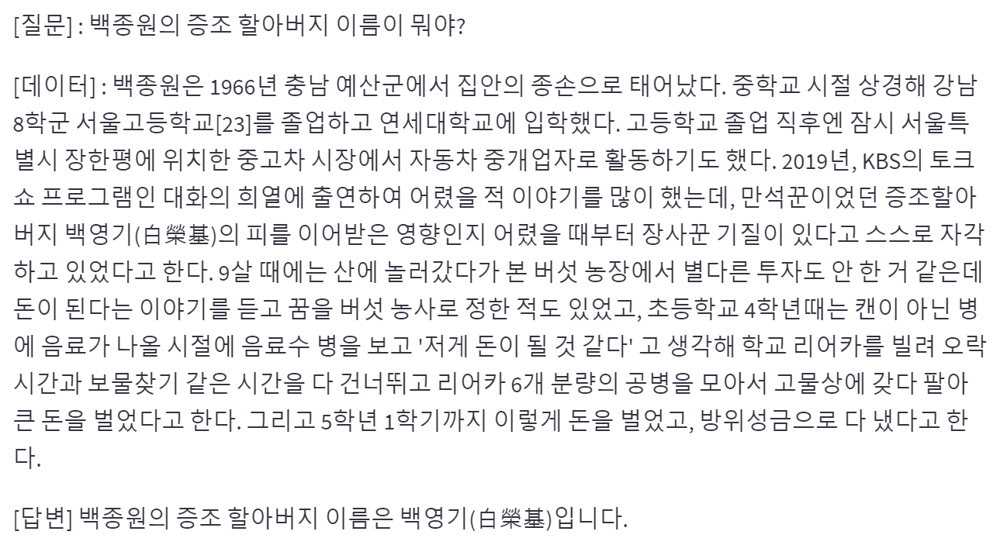 [질문] : 백종원의 증조 할아버지 이름이 뭐야?
[데이터] : 백종원은 1966년 충남 예산군에서 집안의 종손으로 태어났다. 중학교 시절 상경해 강남
8학군 서울고등학교[23]를 졸업하고 연세대학교에 입학했다. 고등학교 졸업 직후엔 잠시 서울특
별시 장한평에 위치한 중고차 시장에서 자동차 중개업자로 활동하기도 했다. 2019년, KBS의 토크
쇼 프로그램인 대화의 희열에 출연하여 어렸을 적 이야기를 많이 했는데, 만석꾼이었던 증조할아
버지 백영기(白榮基)의 피를 이어받은 영향인지 어렸을 때부터 장사꾼 기질이 있다고 스스로 자각
하고 있었다고 한다. 9살 때에는 산에 놀러갔다가 본 버섯 농장에서 별다른 투자도 안 한 거 같은데
돈이 된다는 이야기를 듣고 꿈을 버섯 농사로 정한 적도 있었고, 초등학교 4학년때는 캔이 아닌 병
에 음료가 나올 시절에 음료수 병을 보고 '저게 돈이 될 것 같다' 고 생각해 학교 리어카를 빌려 오락
시간과 보물찾기 같은 시간을 다 건너뛰고 리어카 6개 분량의 공병을 모아서 고물상에 갖다 팔아
큰 돈을 벌었다고 한다. 그리고 5학년 1학기까지 이렇게 돈을 벌었고, 방위성금으로 다 냈다고 한
다.
[답변] 백종원의 증조 할아버지 이름은 백영기(白榮基)입니다.